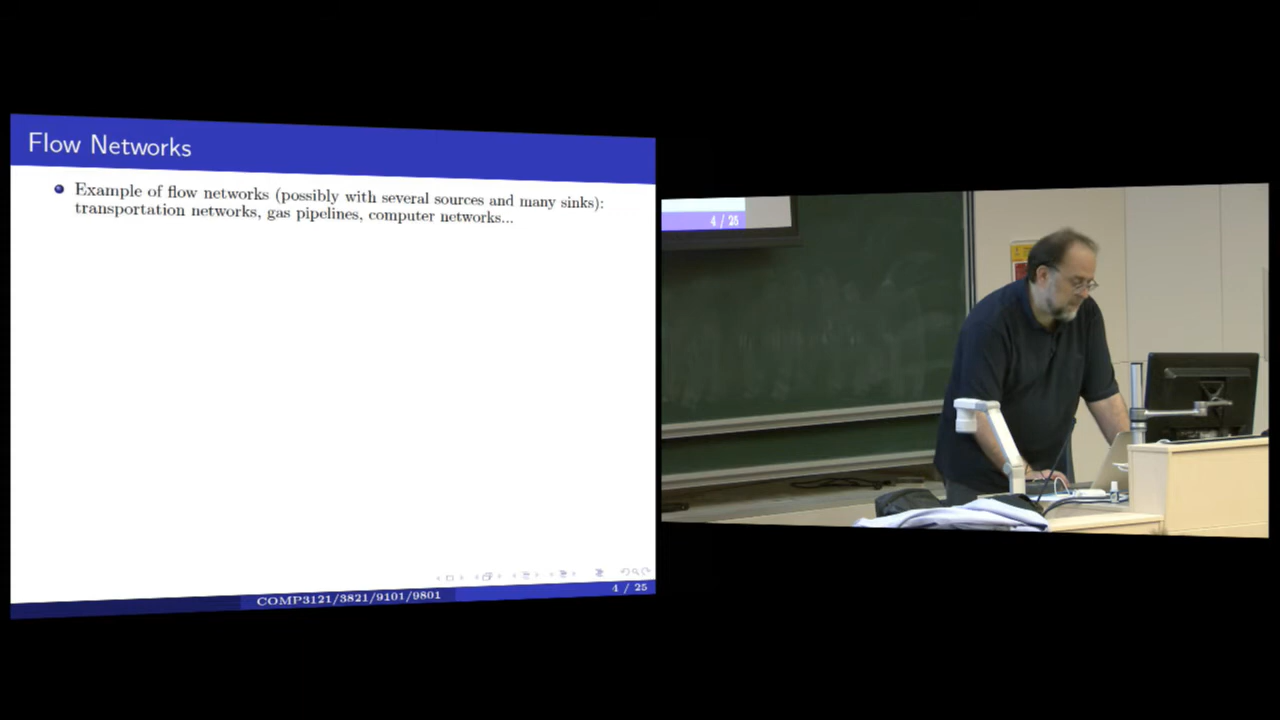 Flow Networks
Example of flow networks (possibly with several sources and many sinks):
transportation networks, gas pipelines, computer networks...
COMP3121/3821/9101/9801
4 / 25
4 / 25